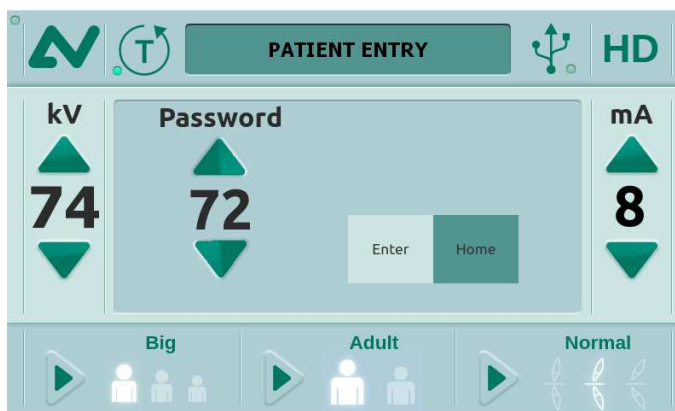 T
PATIENT ENTRY
HD
kV
74
Password
72
Enter
Home
mA
8
Big
Adult
Normal